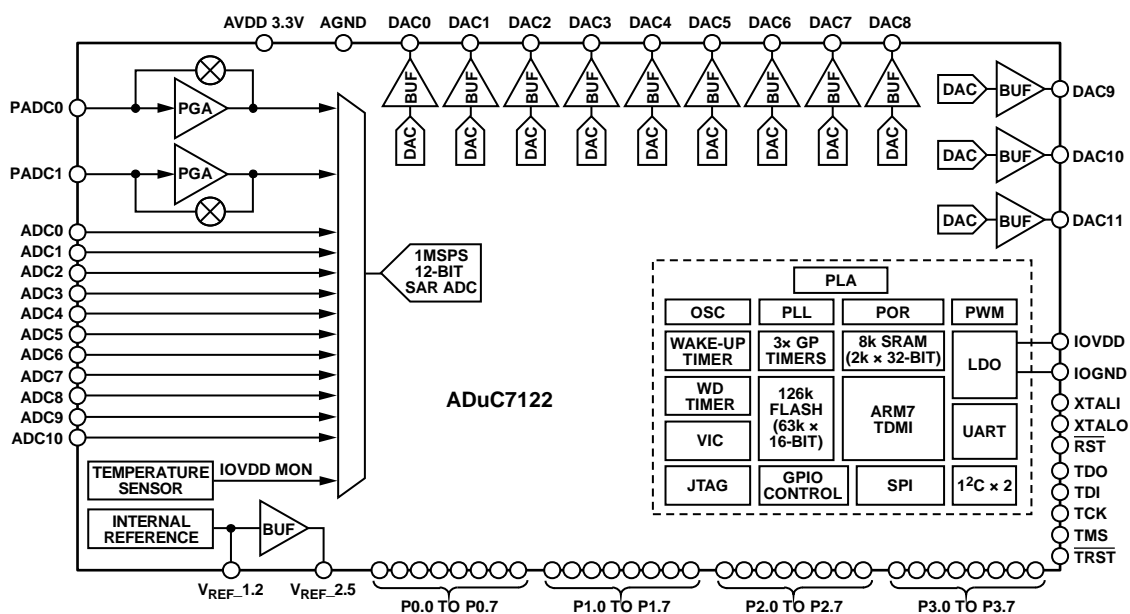 AVDD 3.3V AGND DAC0 DAC1 DAC2 DAC3 DAC4 DAC5 DAC6 DAC7 DAC8
BUF BUF BUF BUF BUF BUF BUF BUF BUF
DAC DAC DAC DAC DAC DAC DAC DAC DAC
PADC0
PGA
PADC1
PGA
ADC0
ADC1
ADC2
ADC3
ADC4
ADC5
ADC6
ADC7
ADC8
ADC9
ADC10
1MSPS
12-BIT
SAR ADC
TEMPERATURE
SENSOR
IOVDD MON
INTERNAL
REFERENCE
BUF
VREF_1.2
VREF_2.5
ADuC7122
DAC BUF DAC9
DAC BUF DAC10
DAC BUF DAC11
PLA
OSC PLL POR PWM
WAKE-UP
TIMER
3× GP
TIMERS
8k SRAM
(2k × 32-BIT)
LDO
WD
TIMER
126k
FLASH
(63k ×
16-BIT)
ARM7
TDMI
UART
VIC
JTAG
GPIO
CONTROL
SPI
1²C × 2
IOVDD
IOGND
XTALI
XTALO
RST
TDO
TDI
TCK
TMS
TRST
P0.0 TO P0.7 P1.0 TO P1.7 P2.0 TO P2.7 P3.0 TO P3.7